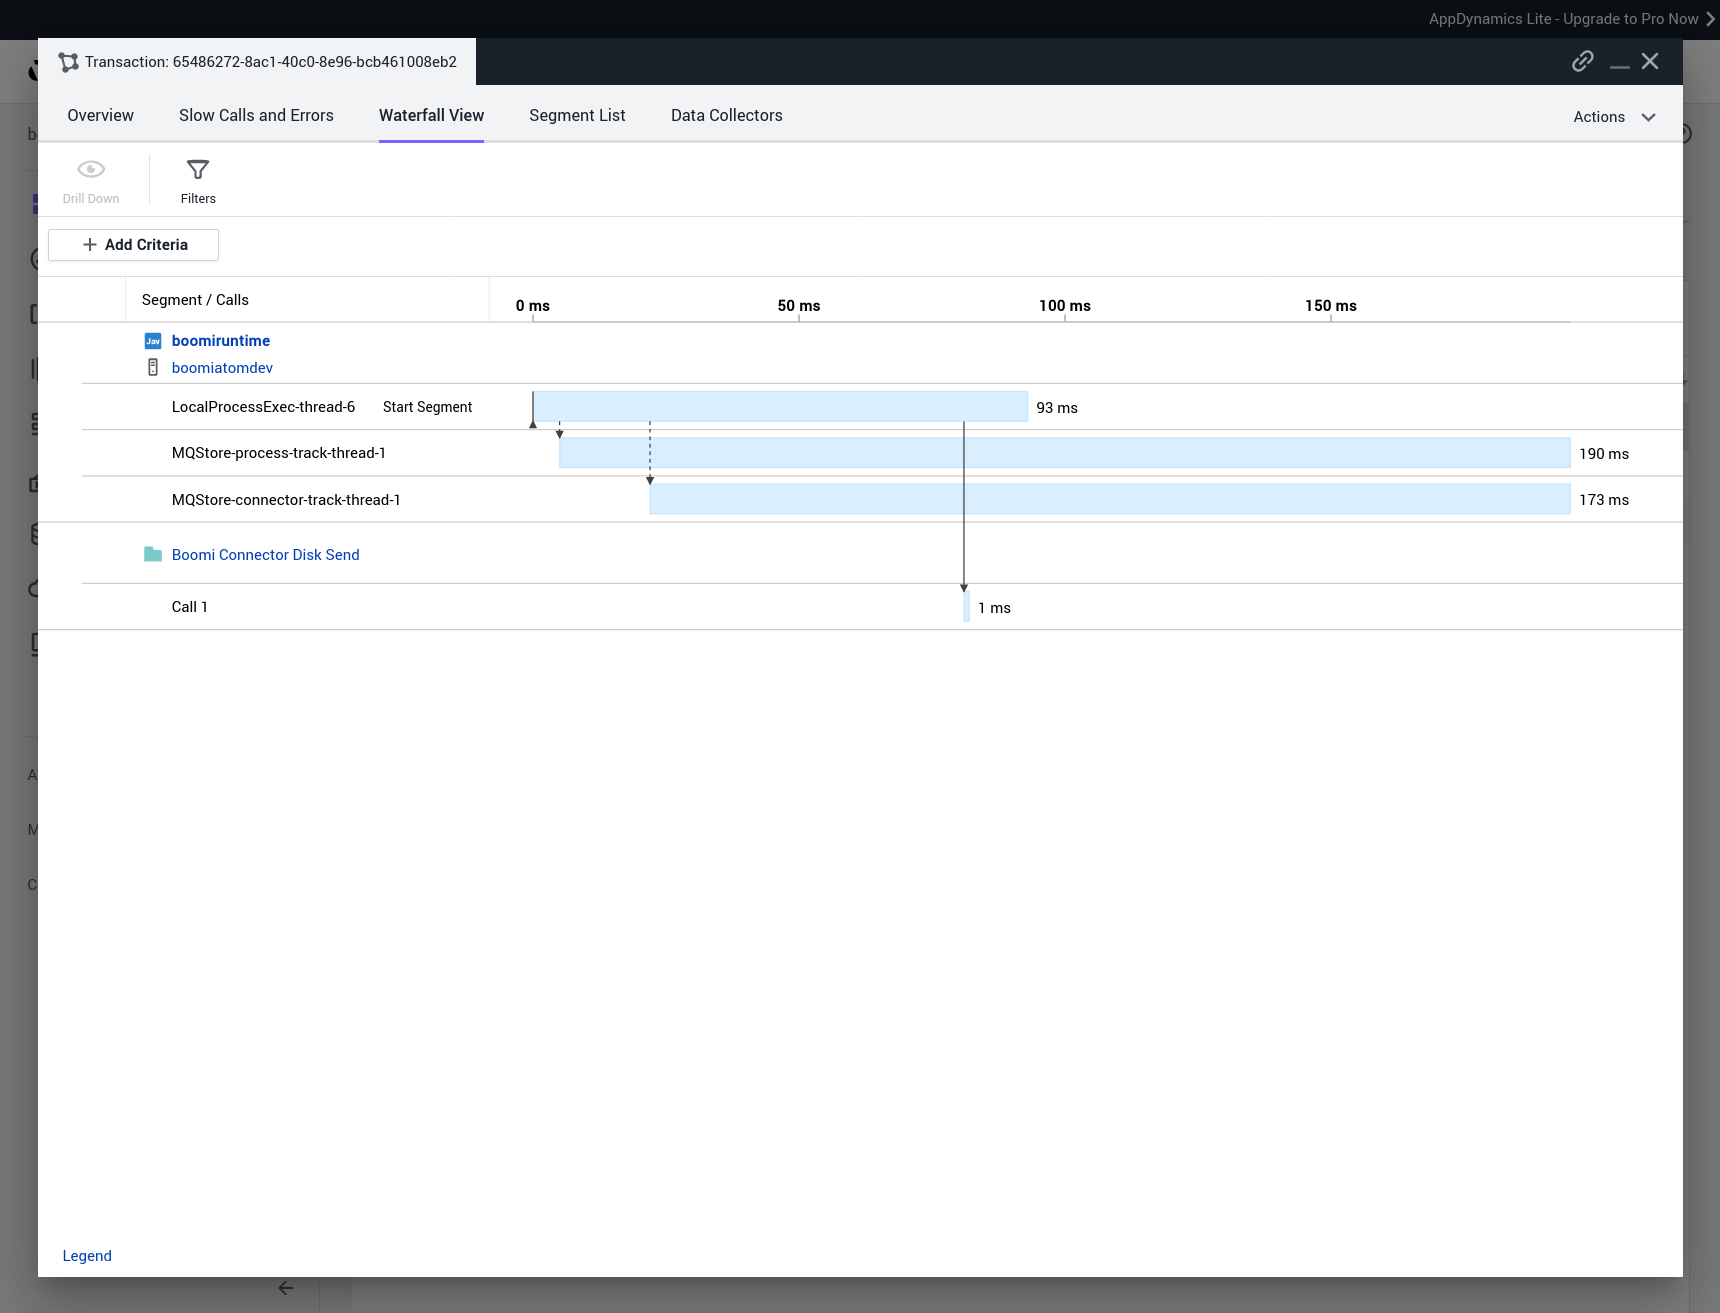 AppDynamics Lite - Upgrade to Pro Now
Transaction: 65486272-8ac1-40c0-8e96-bcb461008eb2
Overview
Slow Calls and Errors
Waterfall View
Segment List
Data Collectors
Actions
Drill Down
Filters
Add Criteria
Segment / Calls
0 ms
50 ms
100 ms
150 ms
Jav
boomiruntime
boomiatomdev
LocalProcessExec-thread-6
Start Segment
93 ms
MQStore-process-track-thread-1
190 ms
MQStore-connector-track-thread-1
173 ms
Boomi Connector Disk Send
Call 1
1 ms
Legend